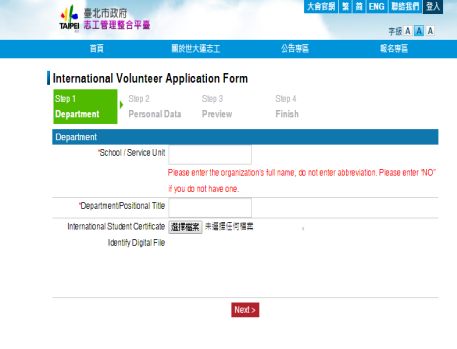 大會官網 繁 首 ENG 聯絡我們 登入
臺北市政府
TAIPEI 志工管理整合平臺
字級 A A A
首頁 關於世大運志工 公告專區 報名專區
International Volunteer Application Form
Step 1 Step 2 Step 3 Step 4
Department Personal Data Preview Finish
Department
*School / Service Unit
Please enter the organization's full name, do not enter abbreviation. Please enter "NO"
if you do not have one.
*Department/Positional Title
International Student Certificate 選擇檔案 未選擇任何檔案
Identify Digital File
Next >